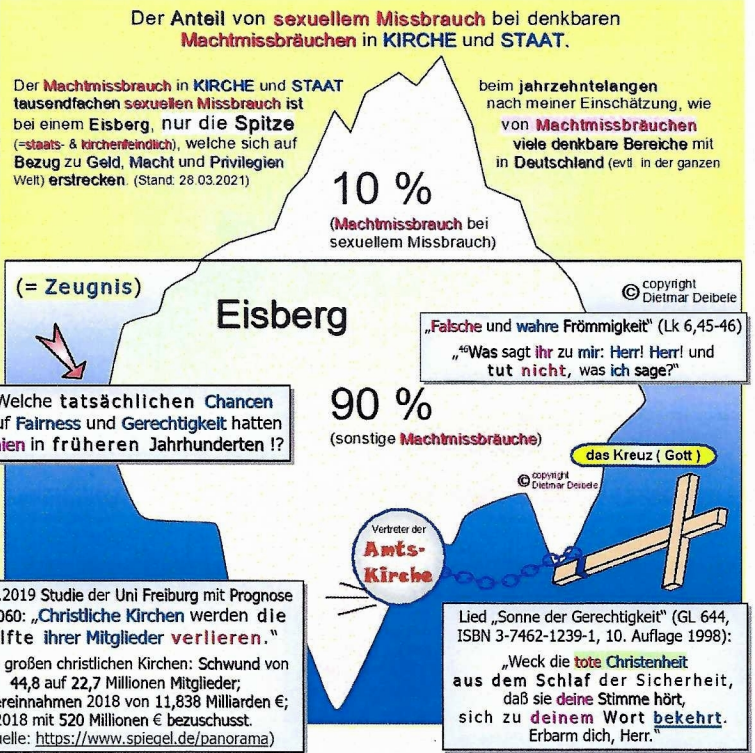 Der Anteil von sexuellem Missbrauch bei denkbaren
Machtmissbräuchen in KIRCHE und STAAT.
Der Machtmissbrauch in KIRCHE und STAAT
tausendfachen sexuellen Missbrauch ist
bei einem Eisberg, nur die Spitze
(=staats- & kirchenfeindlich), welche sich auf
Bezug zu Geld, Macht und Privilegien
Welt) erstrecken. (Stand: 28.03.2021)
beim jahrzehntelangen
nach meiner Einschätzung, wie
von Machtmissbräuchen
viele denkbare Bereiche mit
in Deutschland (evtl. in der ganzen
10 %
(Machtmissbrauch bei
sexuellem Missbrauch)
(= Zeugnis)
Eisberg
© copyright
Dietmar Deibele
„Falsche und wahre Frömmigkeit" (Lk 6,45-46)
„⁴⁶Was sagt ihr zu mir: Herr! Herr! und
tut nicht, was ich sage?"
Welche tatsächlichen Chancen
uf Fairness und Gerechtigkeit hatten
ien in früheren Jahrhunderten !?
90 %
(sonstige Machtmissbräuche)
das Kreuz ( Gott )
© copyright
Dietmar Deibele
Vertreter der
Amts-
Kirche
.2019 Studie der Uni Freiburg mit Prognose
060: „Christliche Kirchen werden die
lfte ihrer Mitglieder verlieren."
großen christlichen Kirchen: Schwund von
44,8 auf 22,7 Millionen Mitglieder;
ereinnahmen 2018 von 11,838 Milliarden €;
2018 mit 520 Millionen € bezuschusst.
uelle: https://www.spiegel.de/panorama)
Lied „Sonne der Gerechtigkeit" (GL 644,
ISBN 3-7462-1239-1, 10. Auflage 1998):
„Weck die tote Christenheit
aus dem Schlaf der Sicherheit,
daß sie deine Stimme hört,
sich zu deinem Wort bekehrt.
Erbarm dich, Herr."